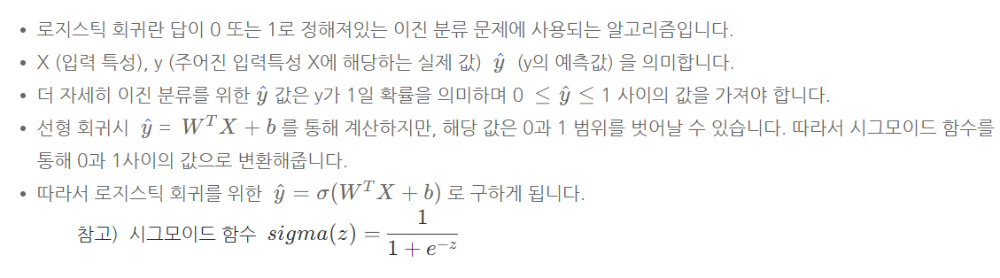 • 로지스틱 회귀란 답이 0 또는 1로 정해져있는 이진 분류 문제에 사용되는 알고리즘입니다.
• X (입력 특성), y (주어진 입력특성 X에 해당하는 실제 값) ŷ (y의 예측값) 을 의미합니다.
• 더 자세히 이진 분류를 위한 ŷ 값은 y가 1일 확률을 의미하며 0 ≤ ŷ ≤ 1 사이의 값을 가져야 합니다.
• 선형 회귀시 ŷ = W^T X + b 를 통해 계산하지만, 해당 값은 0과 1 범위를 벗어날 수 있습니다. 따라서 시그모이드 함수를
통해 0과 1사이의 값으로 변환해줍니다.
• 따라서 로지스틱 회귀를 위한 ŷ = σ(W^T X + b) 로 구하게 됩니다.
참고) 시그모이드 함수 sigma(z) = 1 / (1 + e^{-z})